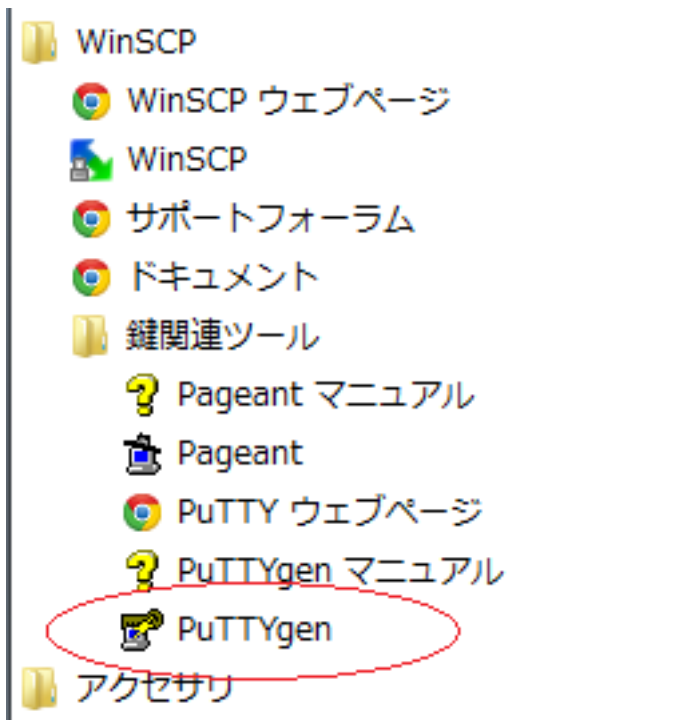 WinSCP
WinSCP ウェブページ
WinSCP
サポートフォーラム
ドキュメント
鍵関連ツール
Pageant マニュアル
Pageant
PuTTY ウェブページ
PuTTYgen マニュアル
PuTTYgen
アクセサリ